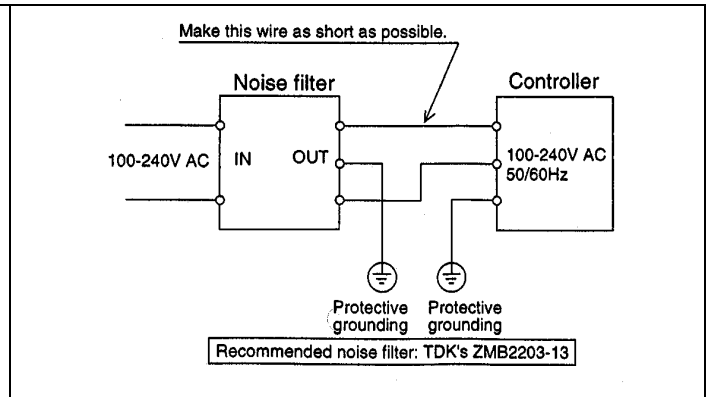 Make this wire as short as possible.
Noise filter
Controller
100-240V AC
IN
OUT
100-240V AC
50/60Hz
Protective
grounding
Protective
grounding
Recommended noise filter: TDK's ZMB2203-13